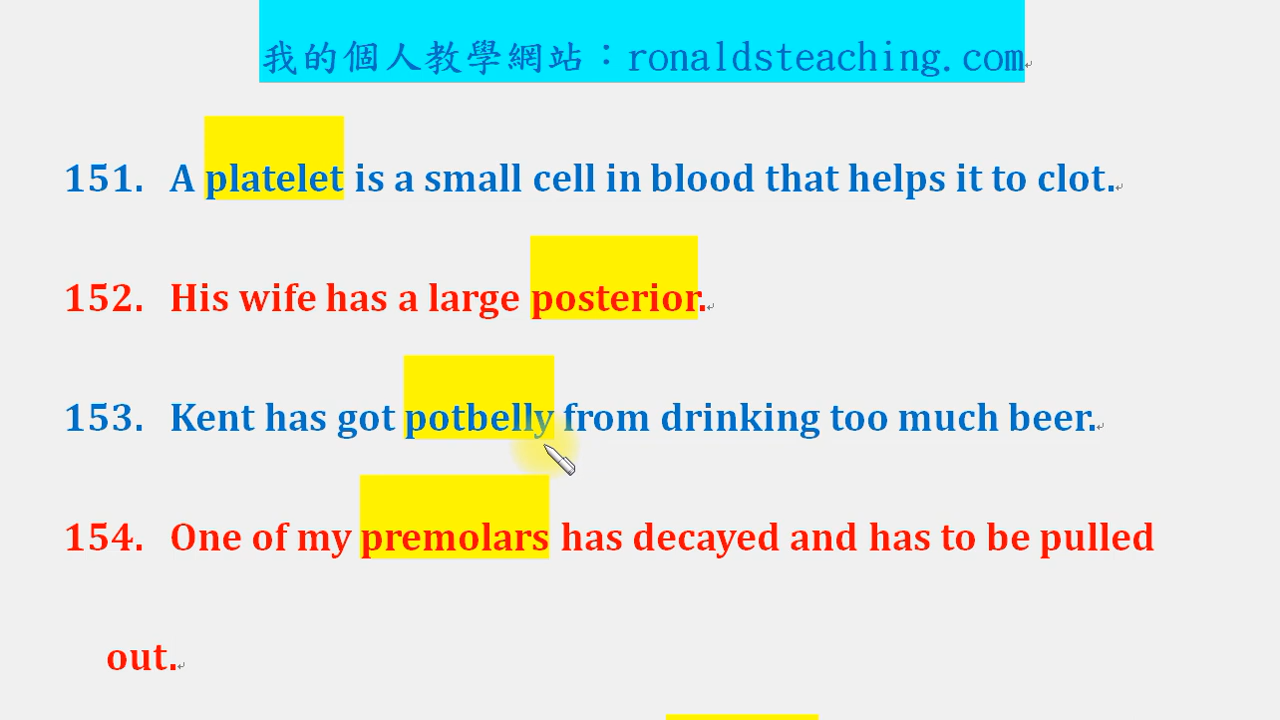 我的個人教學網站：ronaldsteaching.com
151. A platelet is a small cell in blood that helps it to clot.
152. His wife has a large posterior.
153. Kent has got potbelly from drinking too much beer.
154. One of my premolars has decayed and has to be pulled
out.